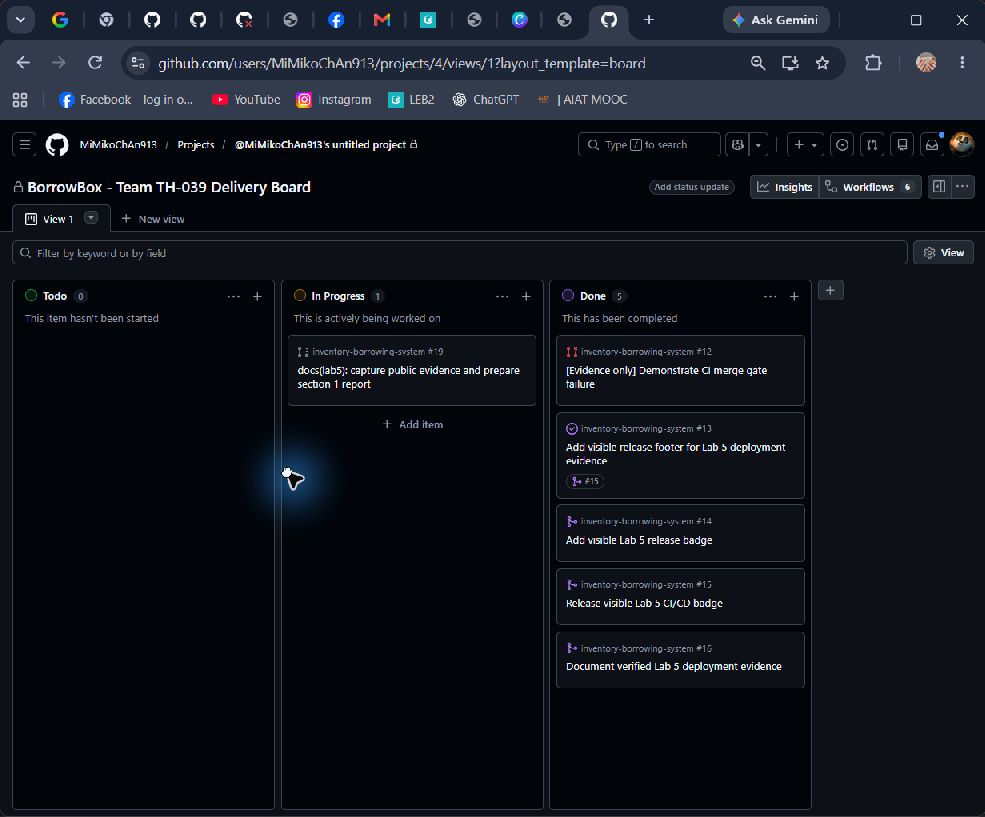 Ask Gemini
github.com/users/MiMikoChAn913/projects/4/views/1?layout_template=board
Facebook log in o... YouTube Instagram LEB2 ChatGPT | AIAT MOOC
MiMikoChAn913 / Projects / @MiMikoChAn913's untitled project
Type / to search
BorrowBox - Team TH-039 Delivery Board
Add status update Insights Workflows 6
View 1 New view
Filter by keyword or by field View
Todo 0
This item hasn't been started
In Progress 1
This is actively being worked on
inventory-borrowing-system #19
docs(lab5): capture public evidence and prepare
section 1 report
+ Add item
Done 5
This has been completed
inventory-borrowing-system #12
[Evidence only] Demonstrate CI merge gate
failure
inventory-borrowing-system #13
Add visible release footer for Lab 5 deployment
evidence
#15
inventory-borrowing-system #14
Add visible Lab 5 release badge
inventory-borrowing-system #15
Release visible Lab 5 CI/CD badge
inventory-borrowing-system #16
Document verified Lab 5 deployment evidence